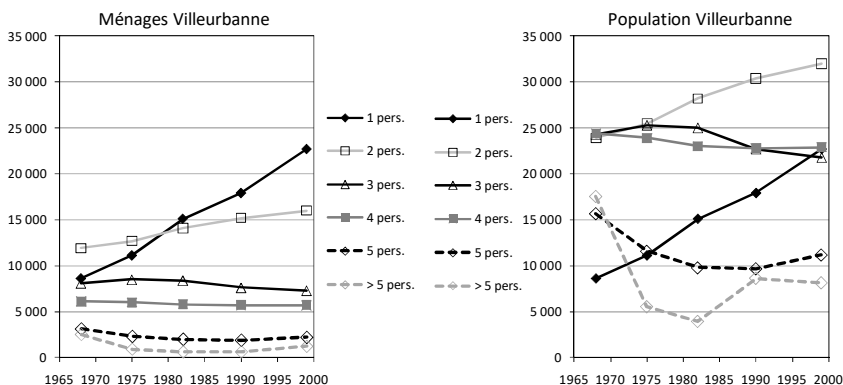 Ménages Villeurbanne
35 000
30 000
25 000
20 000
15 000
10 000
5 000
0
1965 1970 1975 1980 1985 1990 1995 2000
1 pers.
2 pers.
3 pers.
4 pers.
5 pers.
> 5 pers.
Population Villeurbanne
35 000
30 000
25 000
20 000
15 000
10 000
5 000
0
1965 1970 1975 1980 1985 1990 1995 2000
1 pers.
2 pers.
3 pers.
4 pers.
5 pers.
> 5 pers.